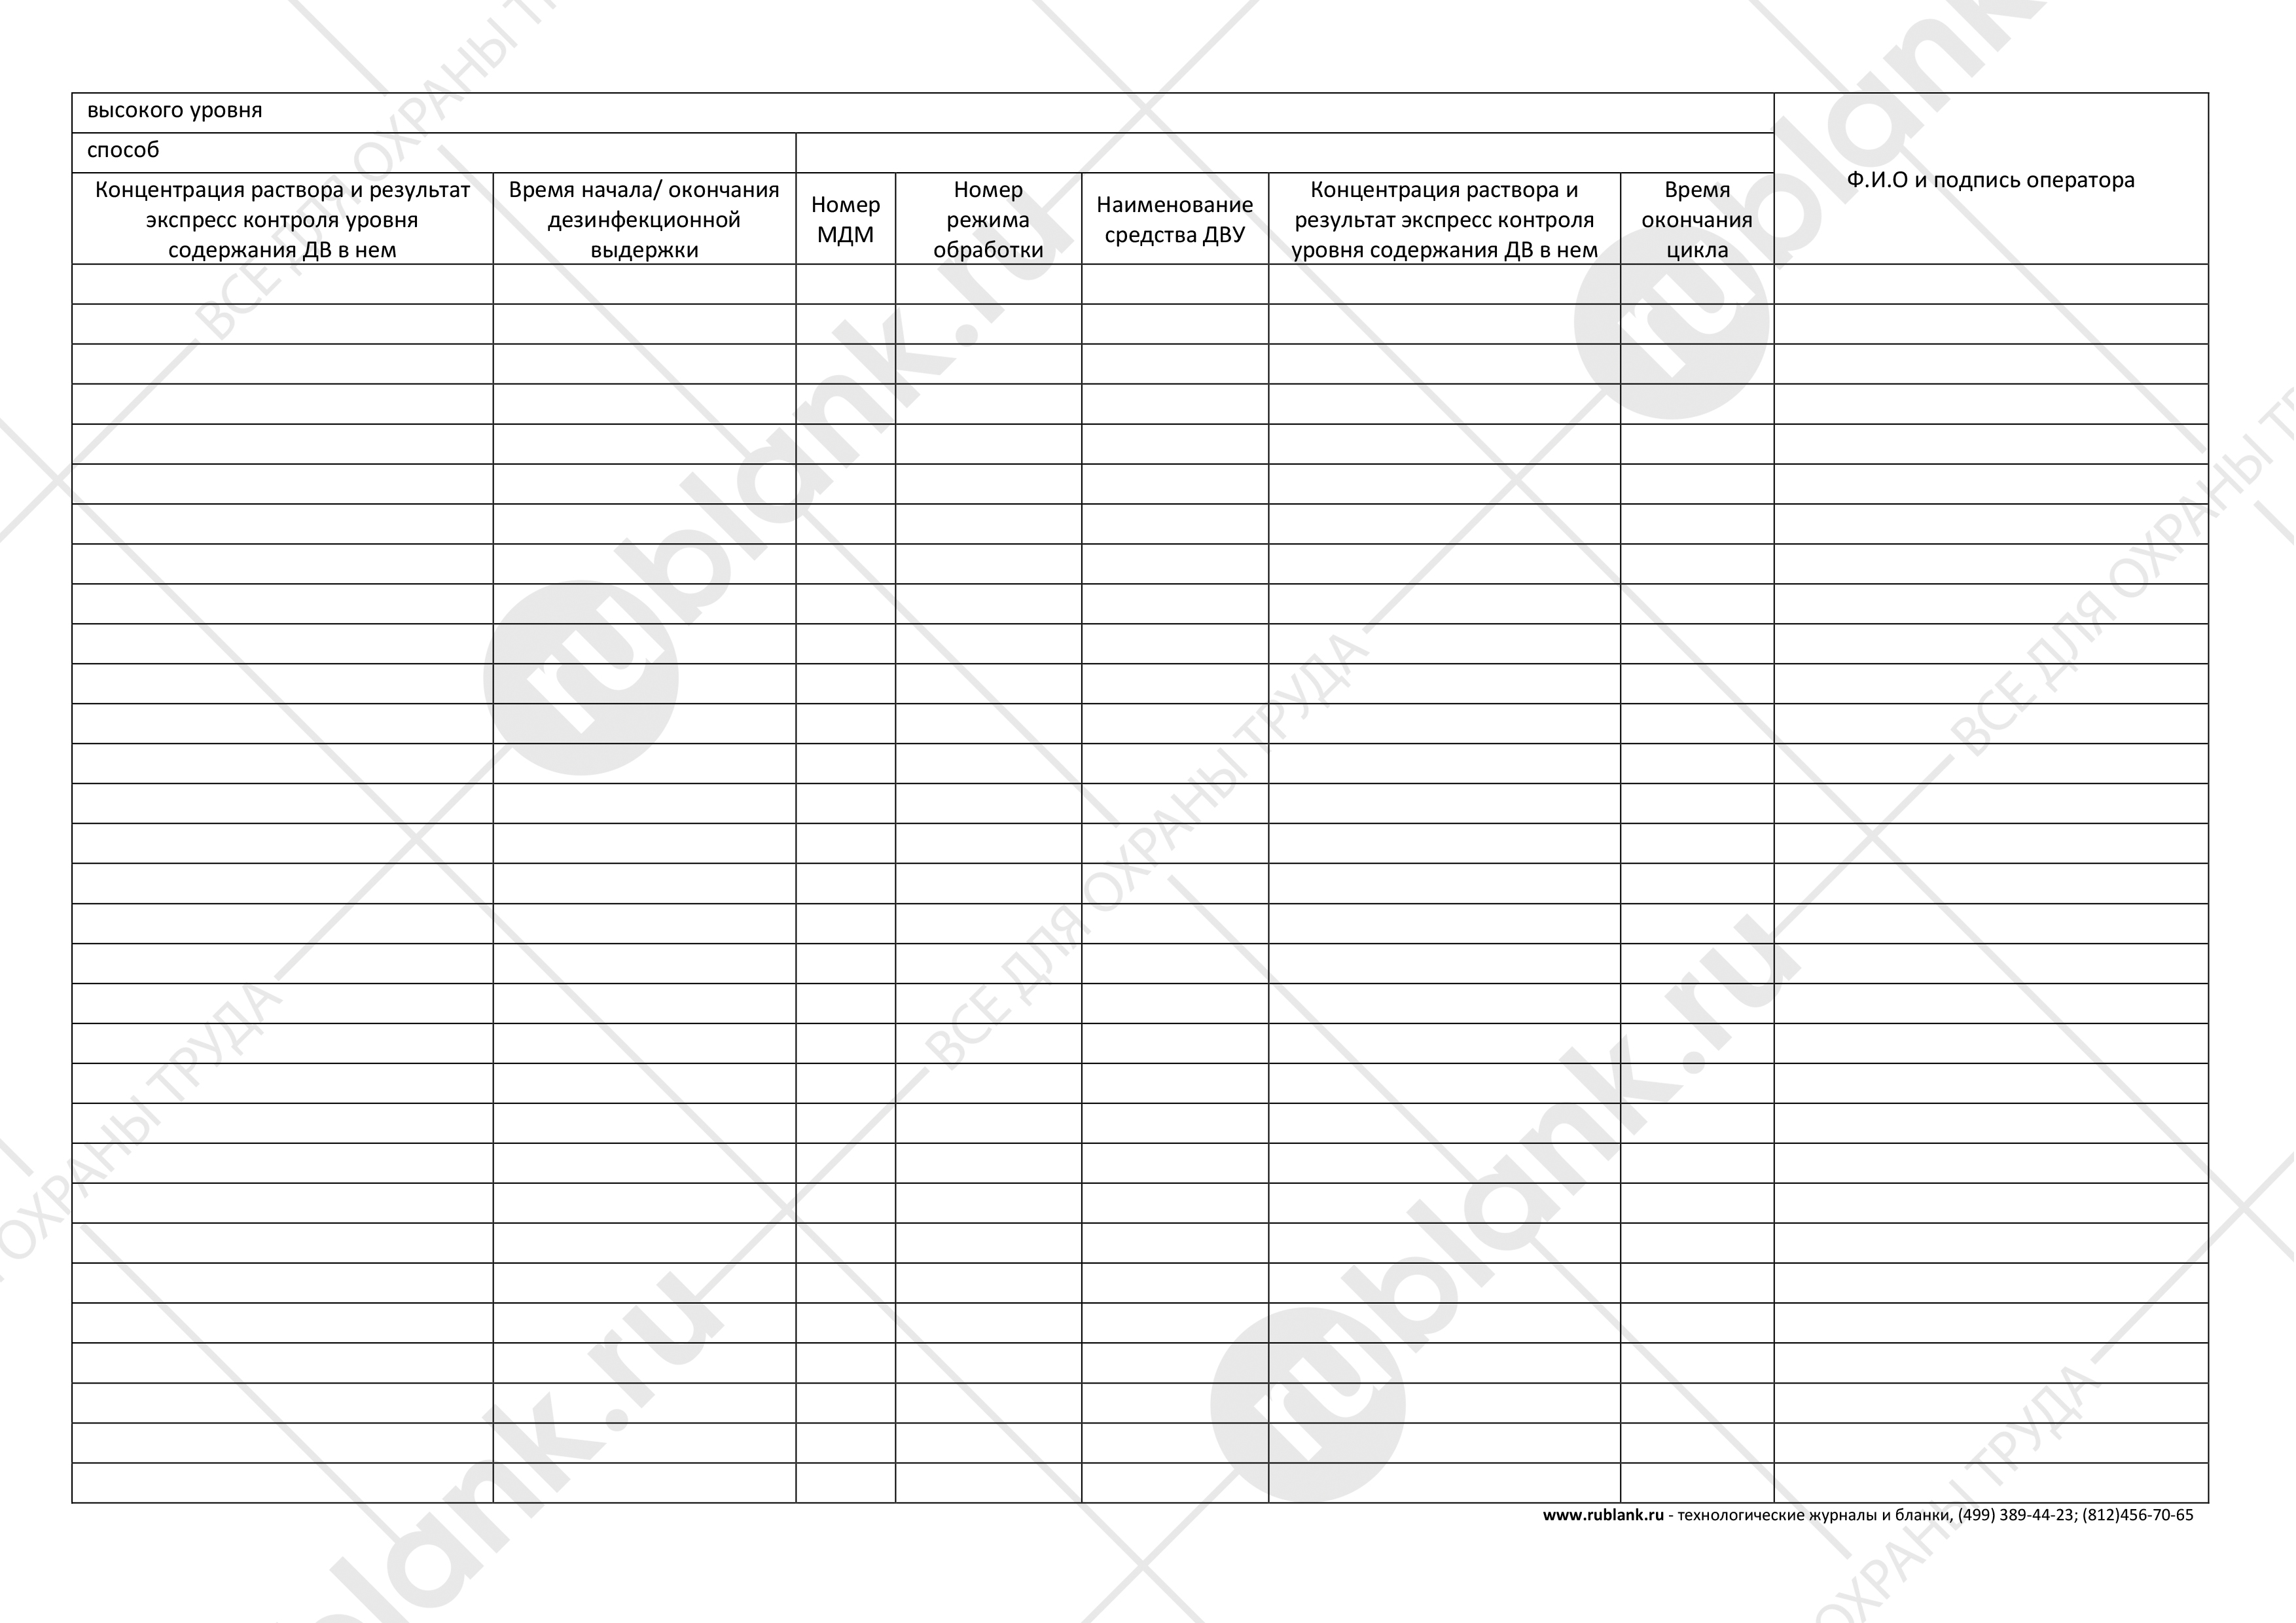 высокого уровня
способ
Ф.И.О и подпись оператора
Концентрация раствора и результат
экспресс контроля уровня
содержания ДВ в нем
Время начала/ окончания
дезинфекционной
выдержки
Номер
МДМ
Номер
режима
обработки
Наименование
средства ДВУ
Концентрация раствора и
результат экспресс контроля
уровня содержания ДВ в нем
Время
окончания
цикла
www.rublank.ru - технологические журналы и бланки, (499) 389-44-23; (812)456-70-65
rublank.ru
ВСЕ ДЛЯ ОХРАНЫ ТРУДА